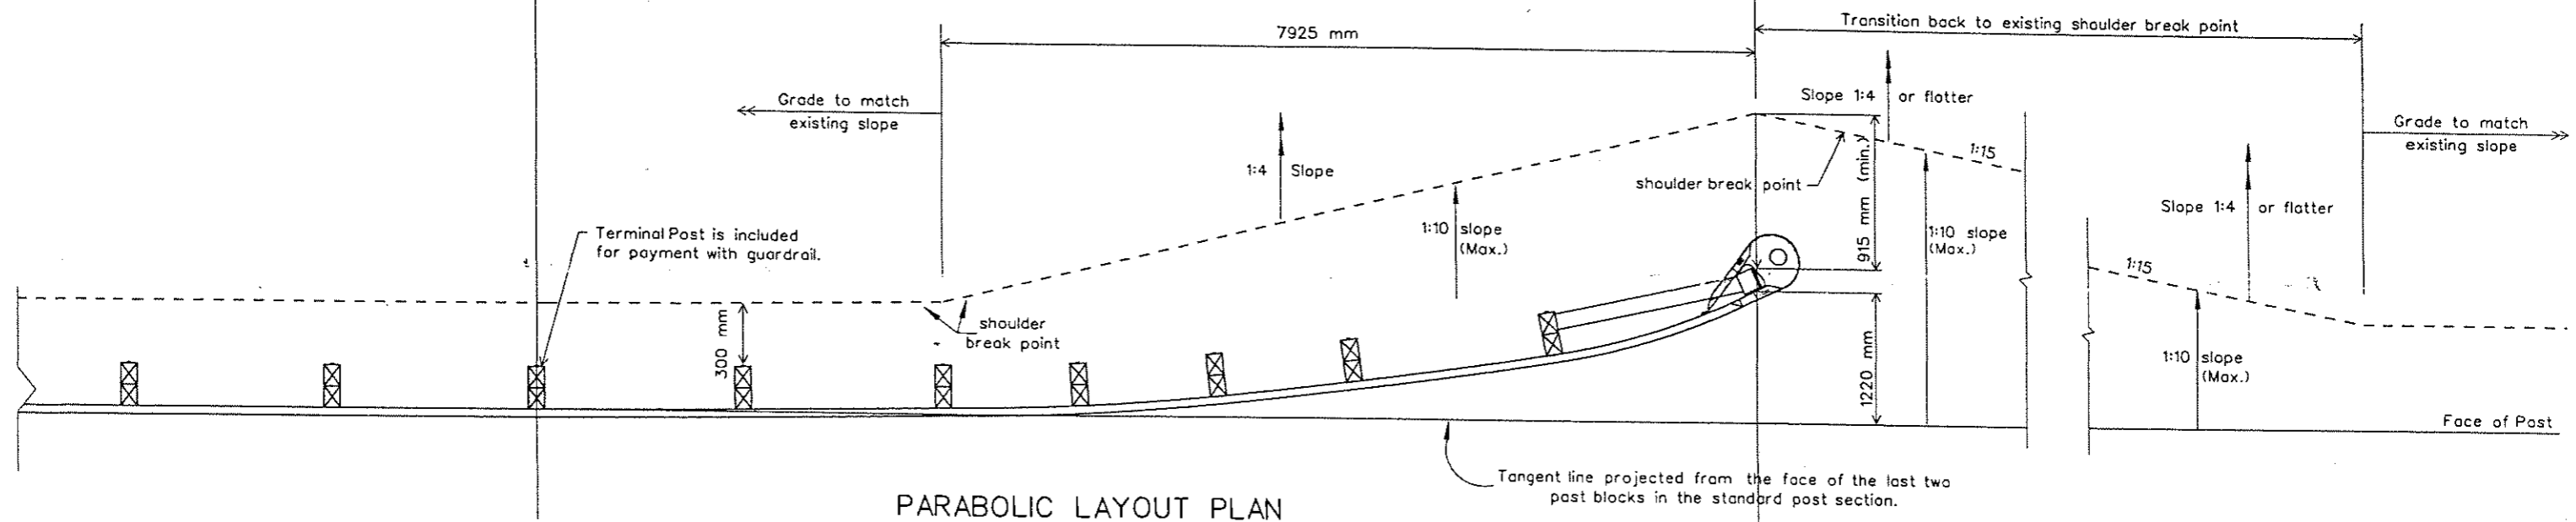 7925 mm
Transition back to existing shoulder break point
Grade to match
existing slope
Slope 1:4 or flatter
Grade to match
existing slope
1:4 Slope
1:15
shoulder break point
915 mm (min.)
Terminal Post is included
for payment with guardrail.
1:10 slope
(Max.)
1:10 slope
(Max.)
Slope 1:4 or flatter
1:15
300 mm
shoulder
break point
1220 mm
1:10 slope
(Max.)
Face of Post
Tangent line projected from the face of the last two
post blocks in the standard post section.
PARABOLIC LAYOUT PLAN